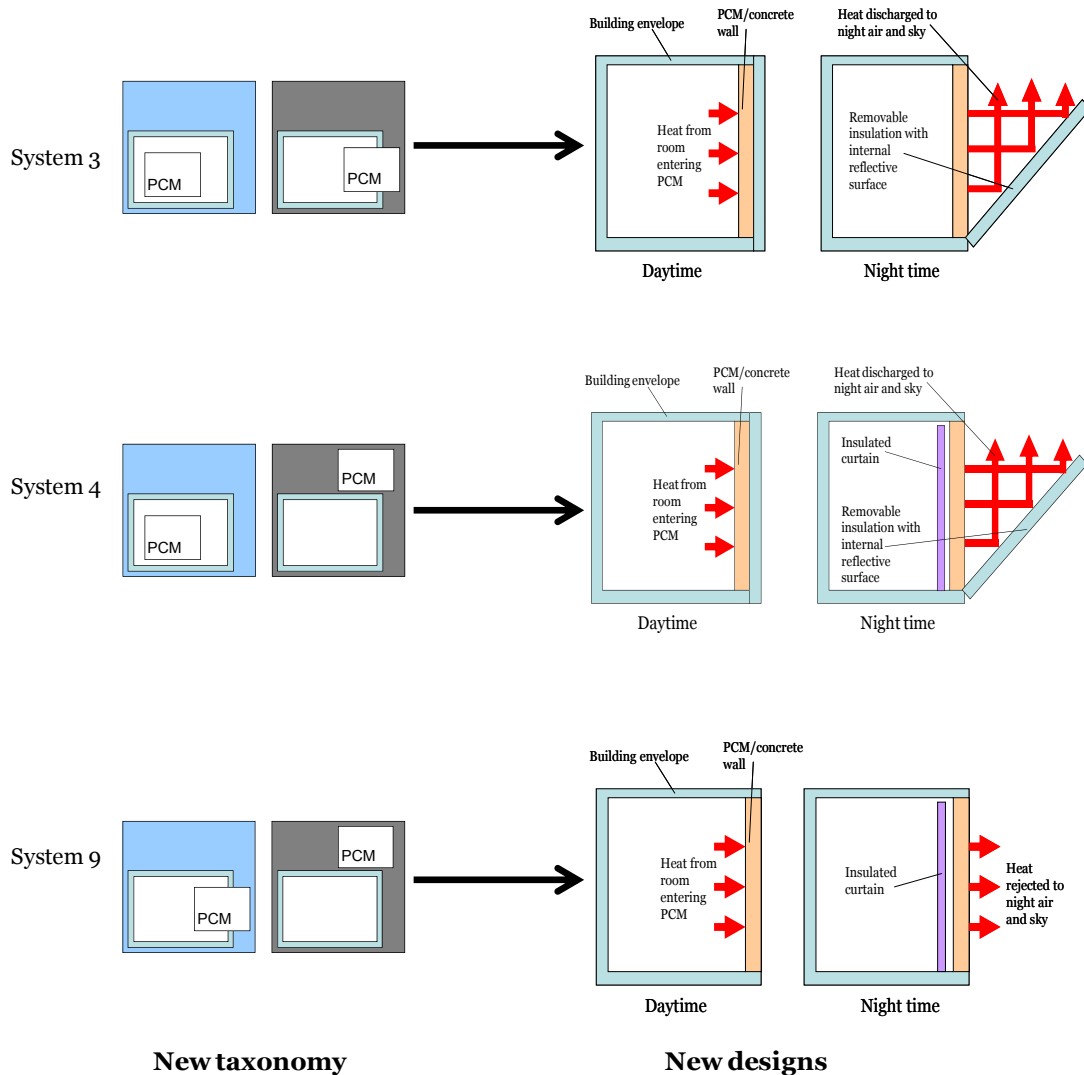 Building envelope
PCM/concrete
wall
Heat discharged to
night air and sky
System 3
PCM
PCM
Heat from
room
entering
PCM
Removable
insulation with
internal
reflective
surface
Daytime
Night time
Building envelope
PCM/concrete
wall
Heat discharged to
night air and sky
System 4
PCM
PCM
Heat from
room
entering
PCM
Insulated
curtain
Removable
insulation with
internal
reflective
surface
Daytime
Night time
Building envelope
PCM/concrete
wall
System 9
PCM
PCM
Heat from
room
entering
PCM
Insulated
curtain
Heat
rejected to
night air
and sky
Daytime
Night time
New taxonomy
New designs